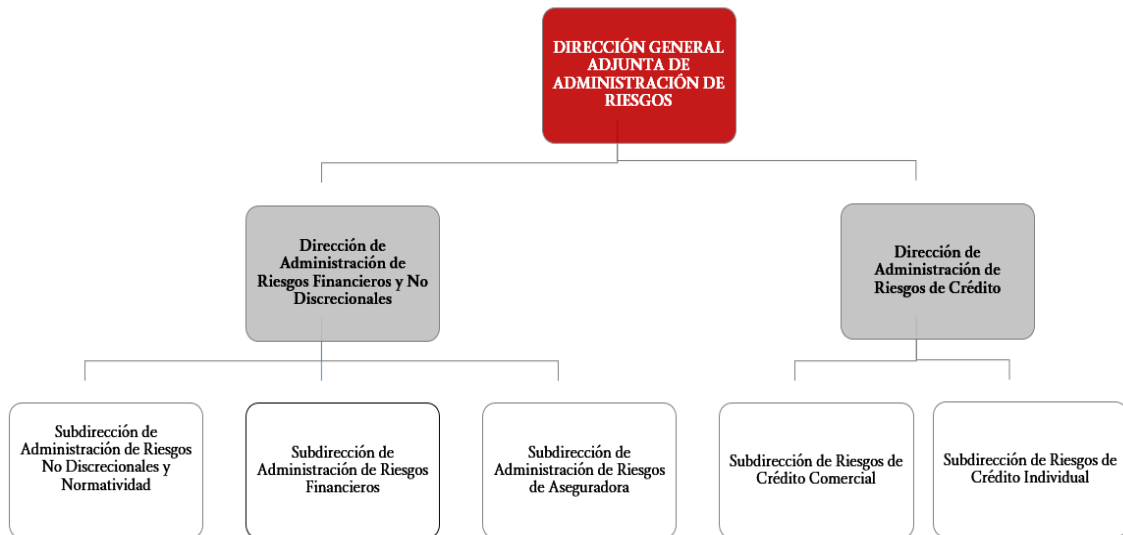 DIRECCIÓN GENERAL
ADJUNTA DE
ADMINISTRACIÓN DE
RIESGOS
Dirección de
Administración de
Riesgos Financieros y No
Discrecionales
Dirección de
Administración de
Riesgos de Crédito
Subdirección de
Administración de Riesgos
No Discrecionales y
Normatividad
Subdirección de
Administración de Riesgos
Financieros
Subdirección de
Administración de Riesgos
de Aseguradora
Subdirección de Riesgos de
Crédito Comercial
Subdirección de Riesgos de
Crédito Individual